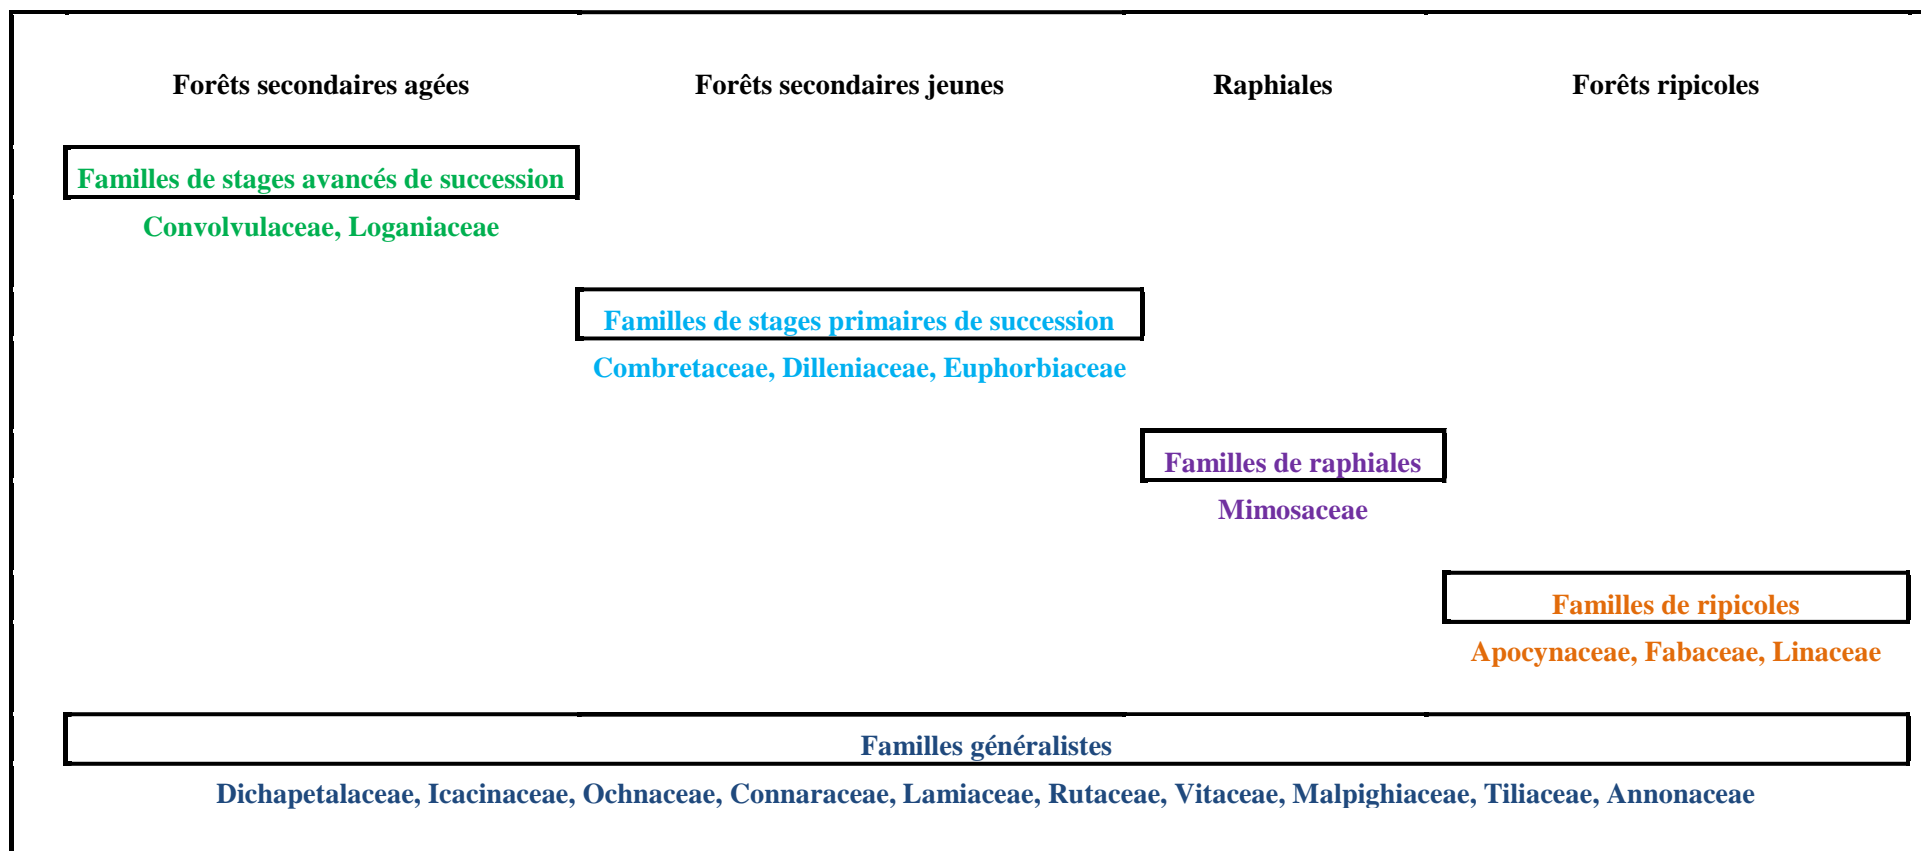 Forêts secondaires agées Forêts secondaires jeunes Raphiales Forêts ripicoles
Familles de stages avancés de succession
Convolvulaceae, Loganiaceae
Familles de stages primaires de succession
Combretaceae, Dilleniaceae, Euphorbiaceae
Familles de raphiales
Mimosaceae
Familles de ripicoles
Apocynaceae, Fabaceae, Linaceae
Familles généralistes
Dichapetalaceae, Icacinaceae, Ochnaceae, Connaraceae, Lamiaceae, Rutaceae, Vitaceae, Malpighiaceae, Tiliaceae, Annonaceae